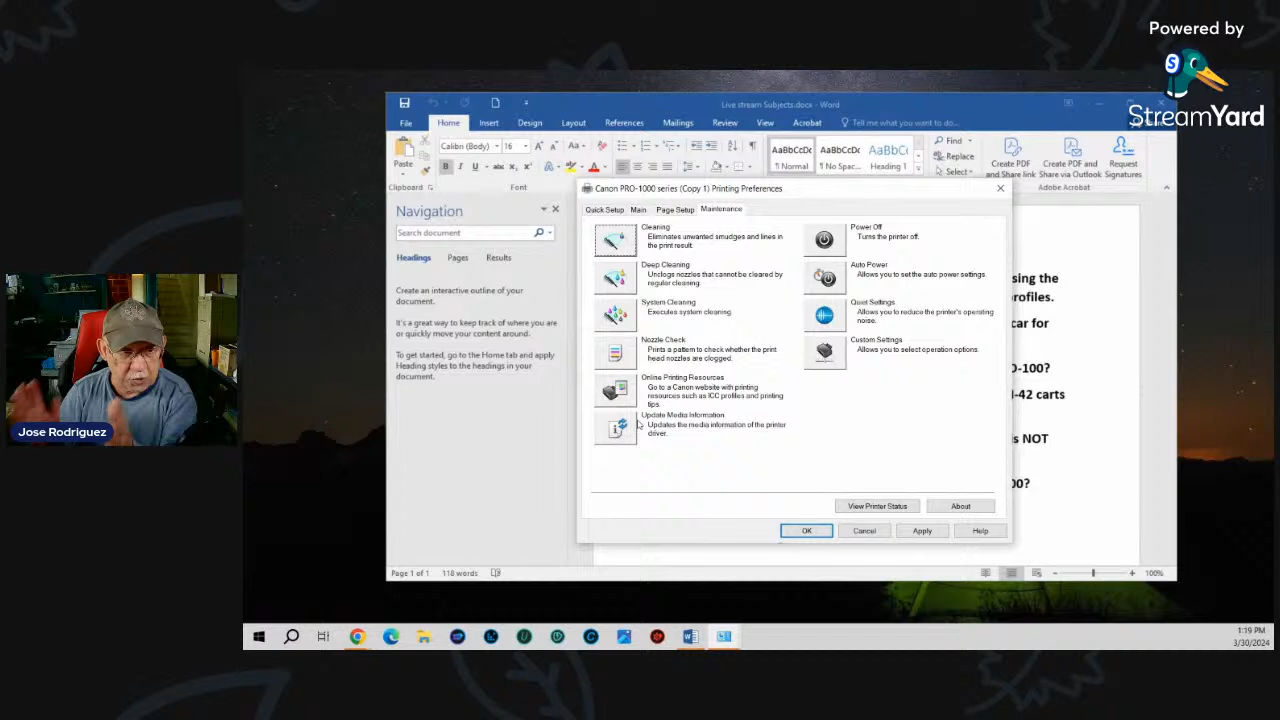 Powered by
StreamYard
Live stream Subjects.docx - Word
File Home Insert Design Layout References Mailings Review View Acrobat Tell me what you want to do...
Calibri (Body) 16
Paste
Clipboard
Font
AaBbCcDc AaBbCcDc AaBbCc
¶ Normal ¶ No Spac... Heading 1
Find
Replace
Select
Create PDF and Share link
Create PDF and Share via Outlook
Request Signatures
Adobe Acrobat
Navigation
Search document
Headings Pages Results
Create an interactive outline of your
document.
It's a great way to keep track of where you are
or quickly move your content around.
To get started, go to the Home tab and apply
Heading styles to the headings in your
document.
Canon PRO-1000 series (Copy 1) Printing Preferences
Quick Setup Main Page Setup Maintenance
Cleaning
Eliminates unwanted smudges and lines in
the print result.
Deep Cleaning
Unclogs nozzles that cannot be cleared by
regular cleaning.
System Cleaning
Executes system cleaning.
Nozzle Check
Prints a pattern to check whether the print
head nozzles are clogged.
Online Printing Resources
Go to a Canon website with printing
resources such as ICC profiles and printing
tips.
Update Media Information
Updates the media information of the printer
driver.
Power Off
Turns the printer off.
Auto Power
Allows you to set the auto power settings.
Quiet Settings
Allows you to reduce the printer's operating
noise.
Custom Settings
Allows you to select operation options.
View Printer Status About
OK Cancel Apply Help
sing the
rofiles.
car for
O-100?
I-42 carts
is NOT
00?
Page 1 of 1 118 words
100%
Jose Rodriguez
1:19 PM
3/30/2024